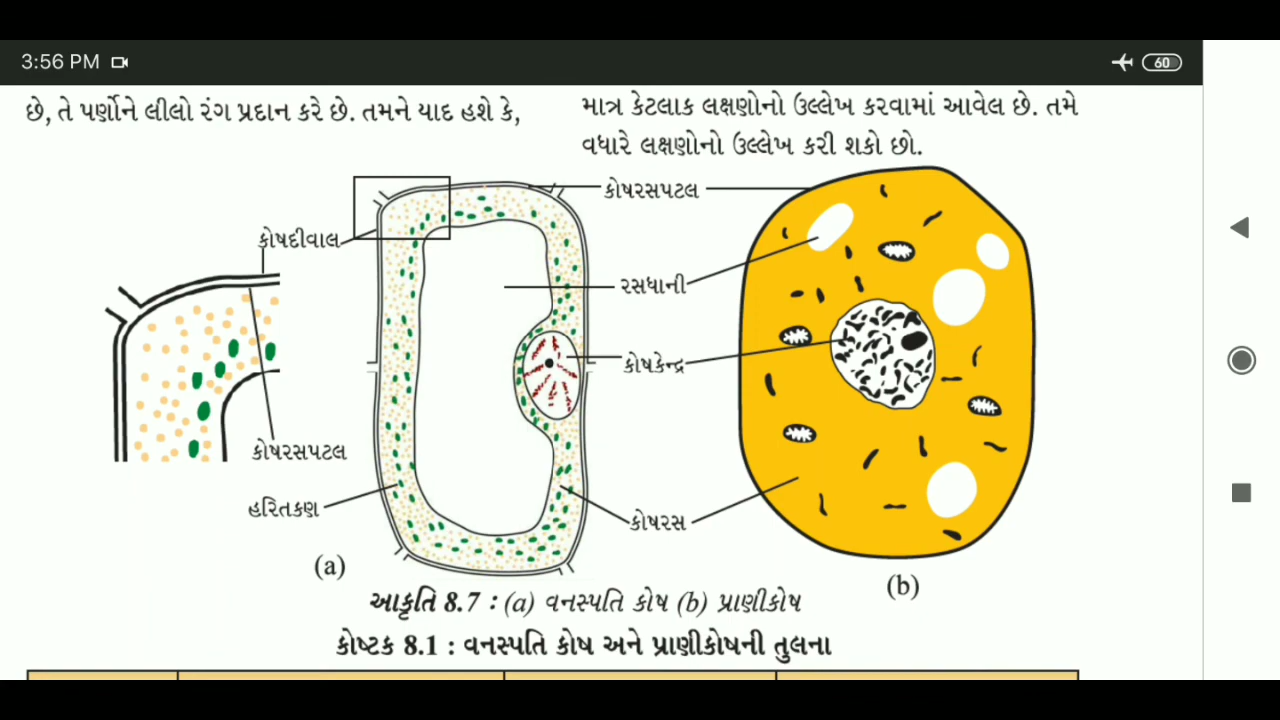 3:56 PM
60
છે, તે પર્ણોને લીલો રંગ પ્રદાન કરે છે. તમને યાદ હશે કે,
માત્ર કેટલાક લક્ષણોનો ઉલ્લેખ કરવામાં આવેલ છે. તમે
વધારે લક્ષણોનો ઉલ્લેખ કરી શકો છો.
કોષરસપટલ
કોષદીવાલ
રસધાની
કોષકેન્દ્ર
કોષરસપટલ
હરિતકણ
કોષરસ
(a)
(b)
આકૃતિ 8.7 : (a) વનસ્પતિ કોષ (b) પ્રાણીકોષ
કોષ્ટક 8.1 : વનસ્પતિ કોષ અને પ્રાણીકોષની તુલના